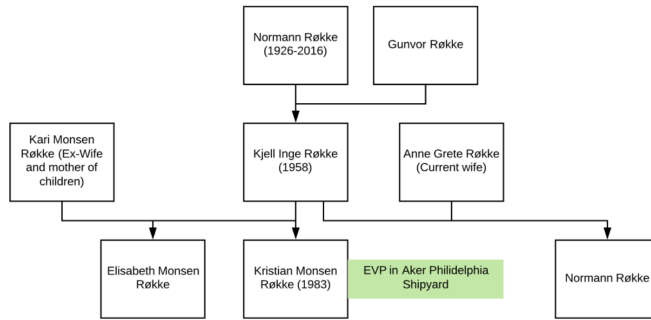 Normann Røkke
(1926-2016)
Gunvor Røkke
Kari Monsen
Røkke (Ex-Wife
and mother of
children)
Kjell Inge Røkke
(1958)
Anne Grete Røkke
(Current wife)
Elisabeth Monsen
Røkke
Kristian Monsen
Røkke (1983)
EVP in Aker Philidelphia
Shipyard
Normann Røkke